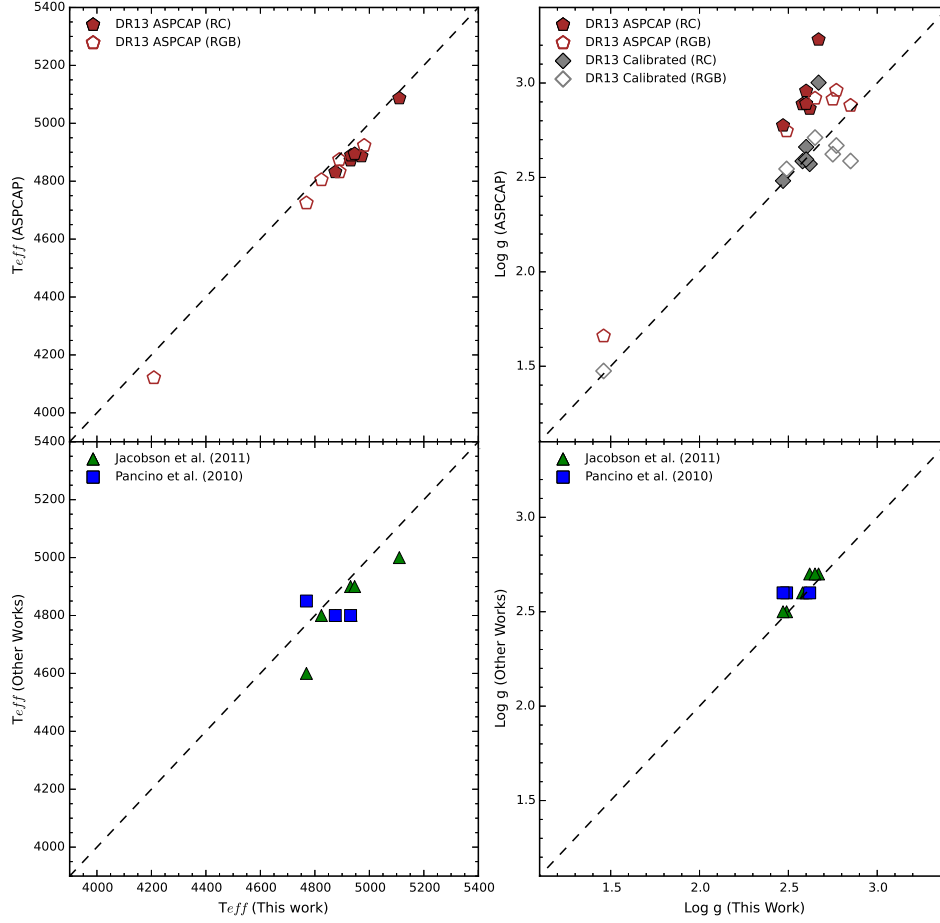 DR13 ASPCAP (RC)
DR13 ASPCAP (RGB)
5400
5200
5000
4800
4600
4400
4200
4000
Teff (ASPCAP)
DR13 ASPCAP (RC)
DR13 ASPCAP (RGB)
DR13 Calibrated (RC)
DR13 Calibrated (RGB)
3.0
2.5
2.0
1.5
Log g (ASPCAP)
Jacobson et al. (2011)
Pancino et al. (2010)
5400
5200
5000
4800
4600
4400
4200
4000
Teff (Other Works)
4000 4200 4400 4600 4800 5000 5200 5400
Teff (This work)
Jacobson et al. (2011)
Pancino et al. (2010)
3.0
2.5
2.0
1.5
Log g (Other Works)
1.5 2.0 2.5 3.0
Log g (This Work)